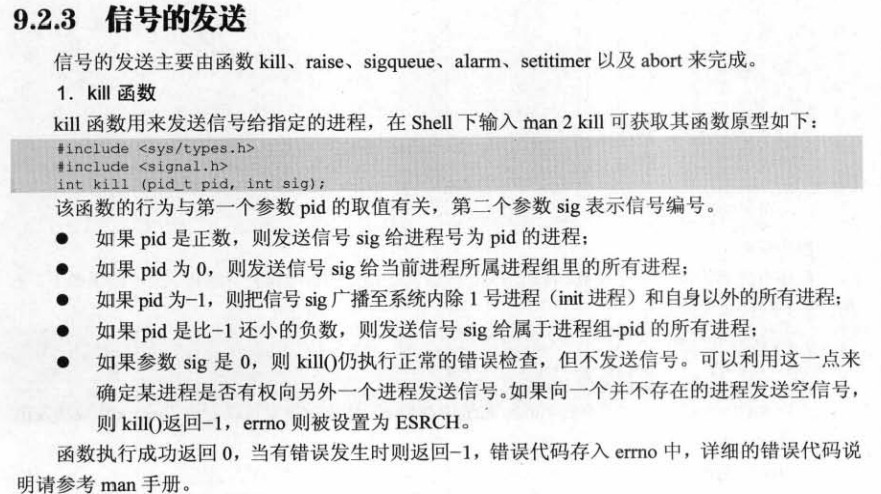 9.2.3 信号的发送
信号的发送主要由函数 kill、raise、sigqueue、alarm、setitimer 以及 abort 来完成。
1. kill 函数
kill 函数用来发送信号给指定的进程，在 Shell 下输入 man 2 kill 可获取其函数原型如下：
#include <sys/types.h>
#include <signal.h>
int kill (pid_t pid, int sig);
该函数的行为与第一个参数 pid 的取值有关，第二个参数 sig 表示信号编号。
● 如果 pid 是正数，则发送信号 sig 给进程号为 pid 的进程；
● 如果 pid 为 0，则发送信号 sig 给当前进程所属进程组里的所有进程；
● 如果 pid 为−1，则把信号 sig 广播至系统内除 1 号进程（init 进程）和自身以外的所有进程；
● 如果 pid 是比−1 还小的负数，则发送信号 sig 给属于进程组-pid 的所有进程；
● 如果参数 sig 是 0，则 kill()仍执行正常的错误检查，但不发送信号。可以利用这一点来
确定某进程是否有权向另外一个进程发送信号。如果向一个并不存在的进程发送空信号，
则 kill()返回−1，errno 则被设置为 ESRCH。
函数执行成功返回 0，当有错误发生时则返回−1，错误代码存入 errno 中，详细的错误代码说
明请参考 man 手册。